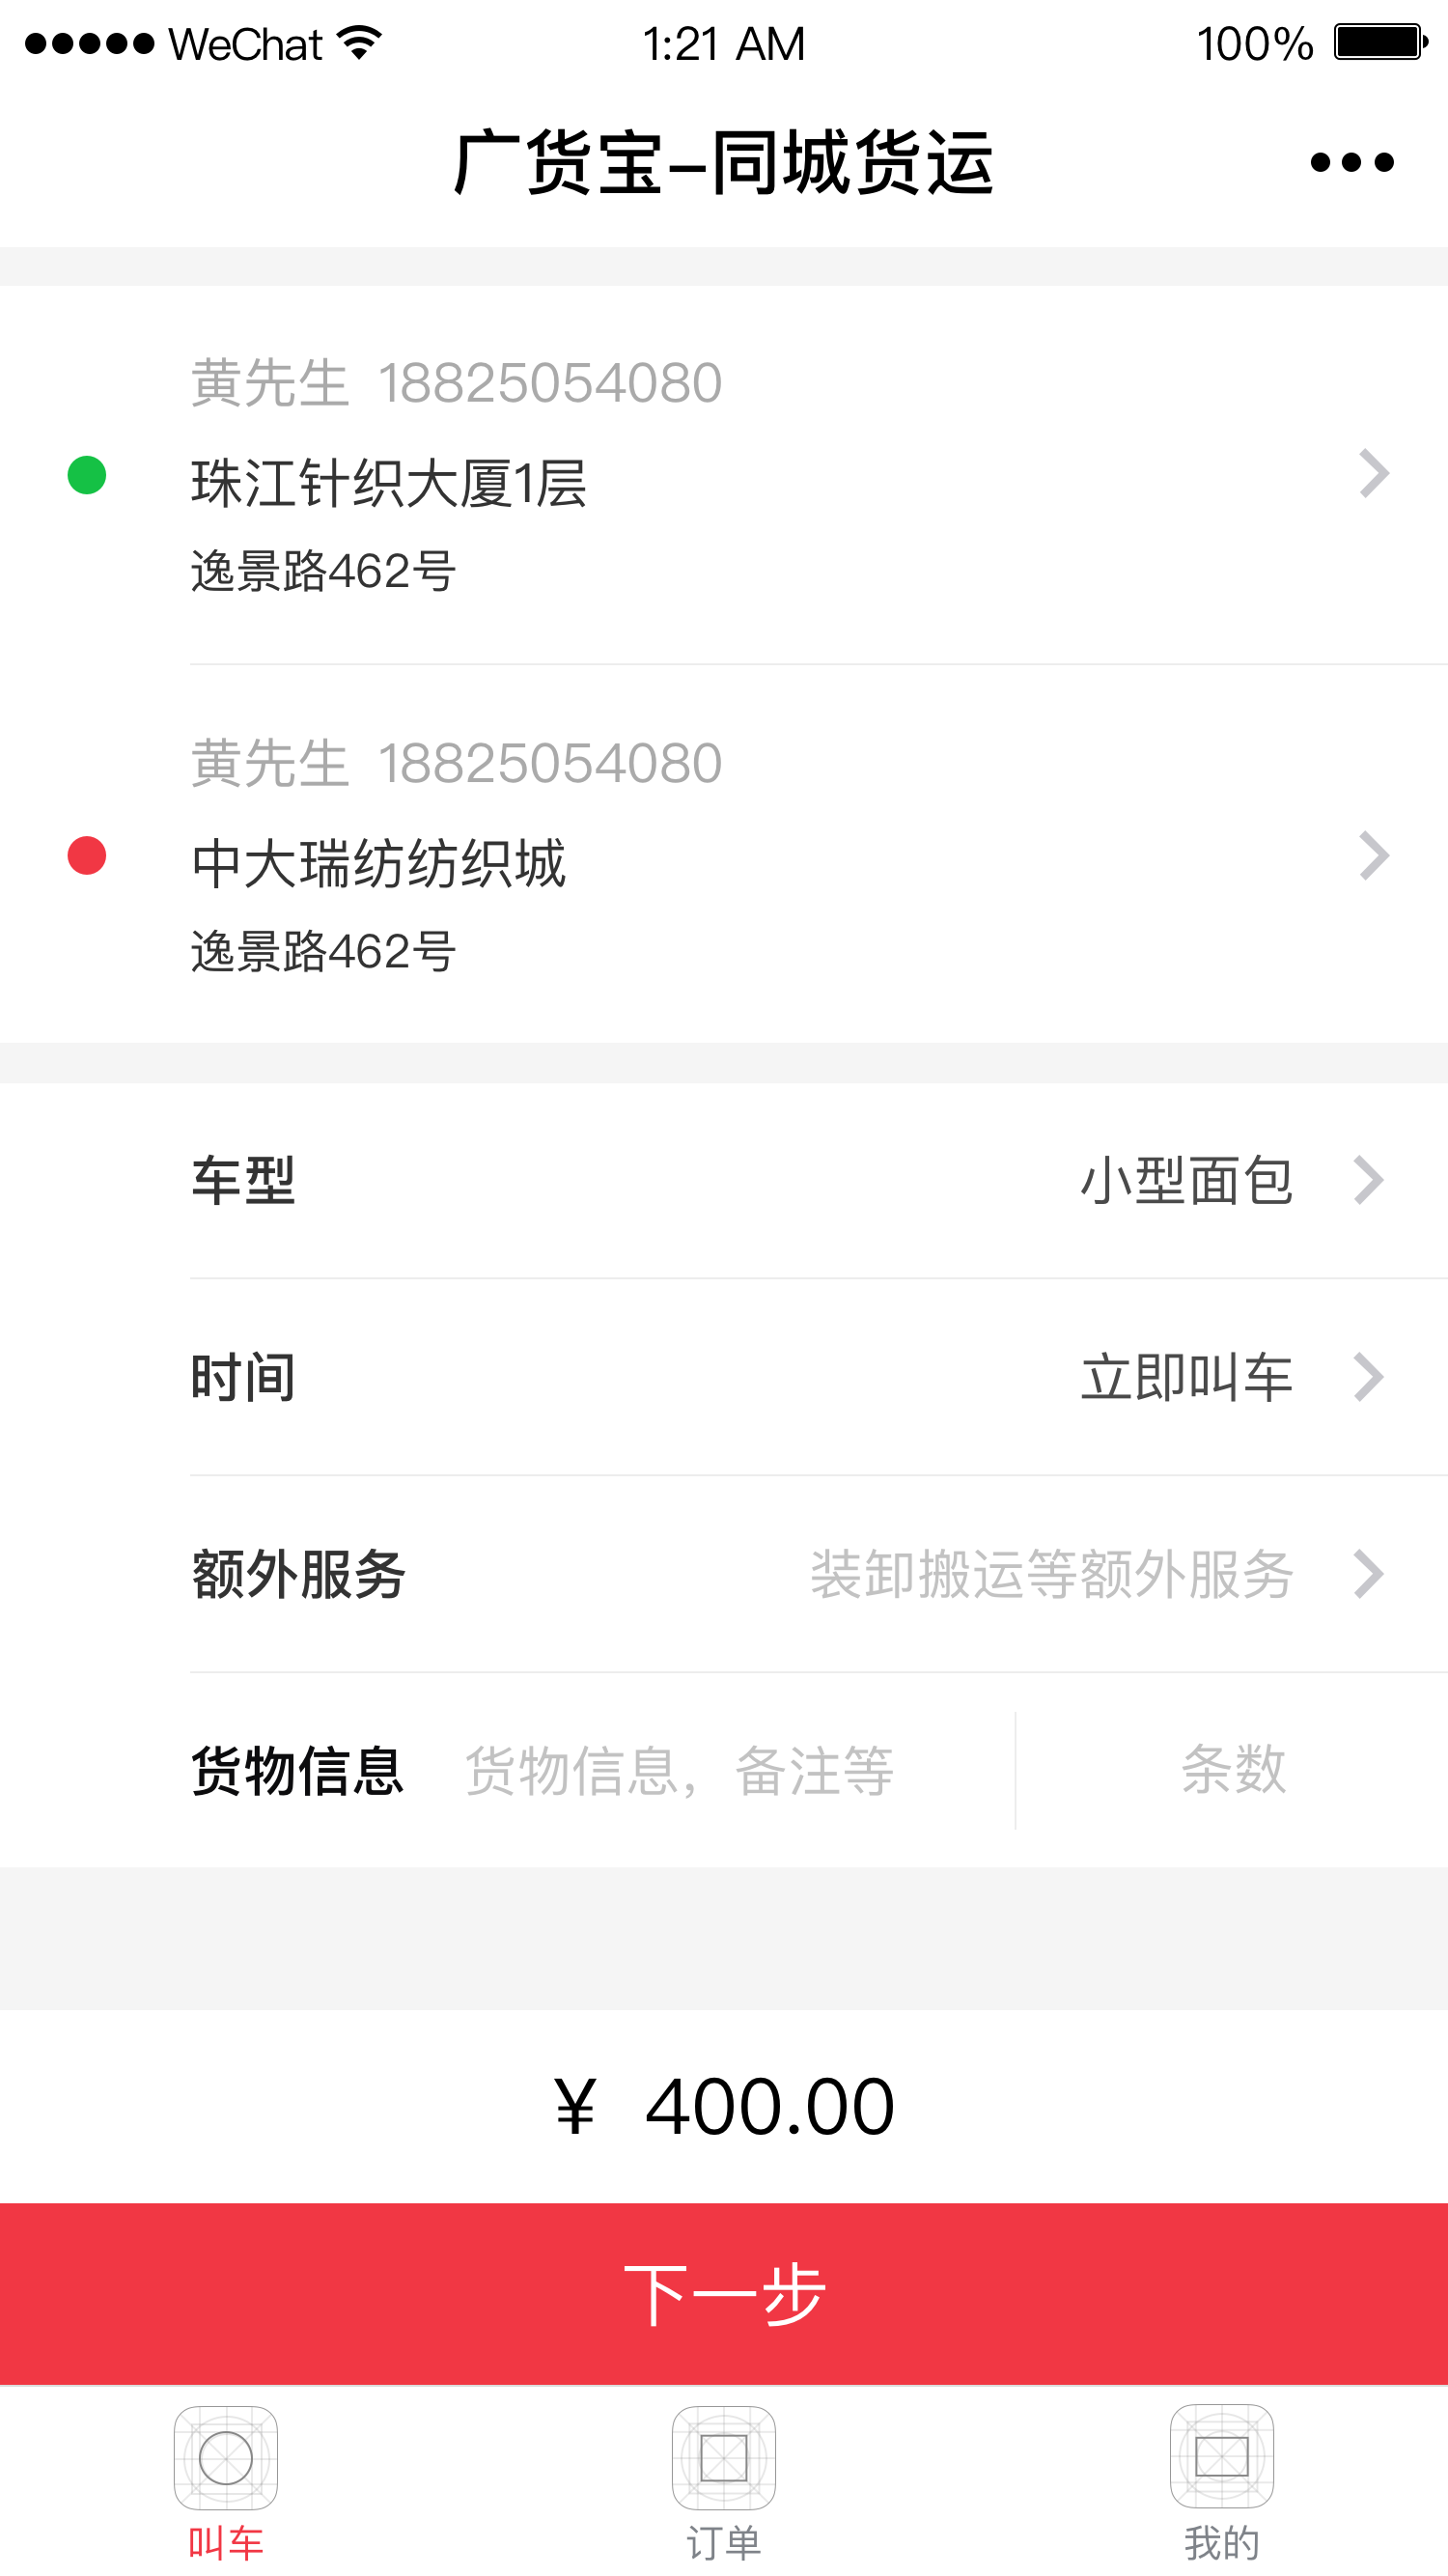 WeChat 1:21 AM 100%
广货宝–同城货运
黄先生 18825054080
珠江针织大厦1层
逸景路462号
黄先生 18825054080
中大瑞纺纺织城
逸景路462号
车型 小型面包
时间 立即叫车
额外服务 装卸搬运等额外服务
货物信息 货物信息，备注等 条数
¥ 400.00
下一步
叫车 订单 我的